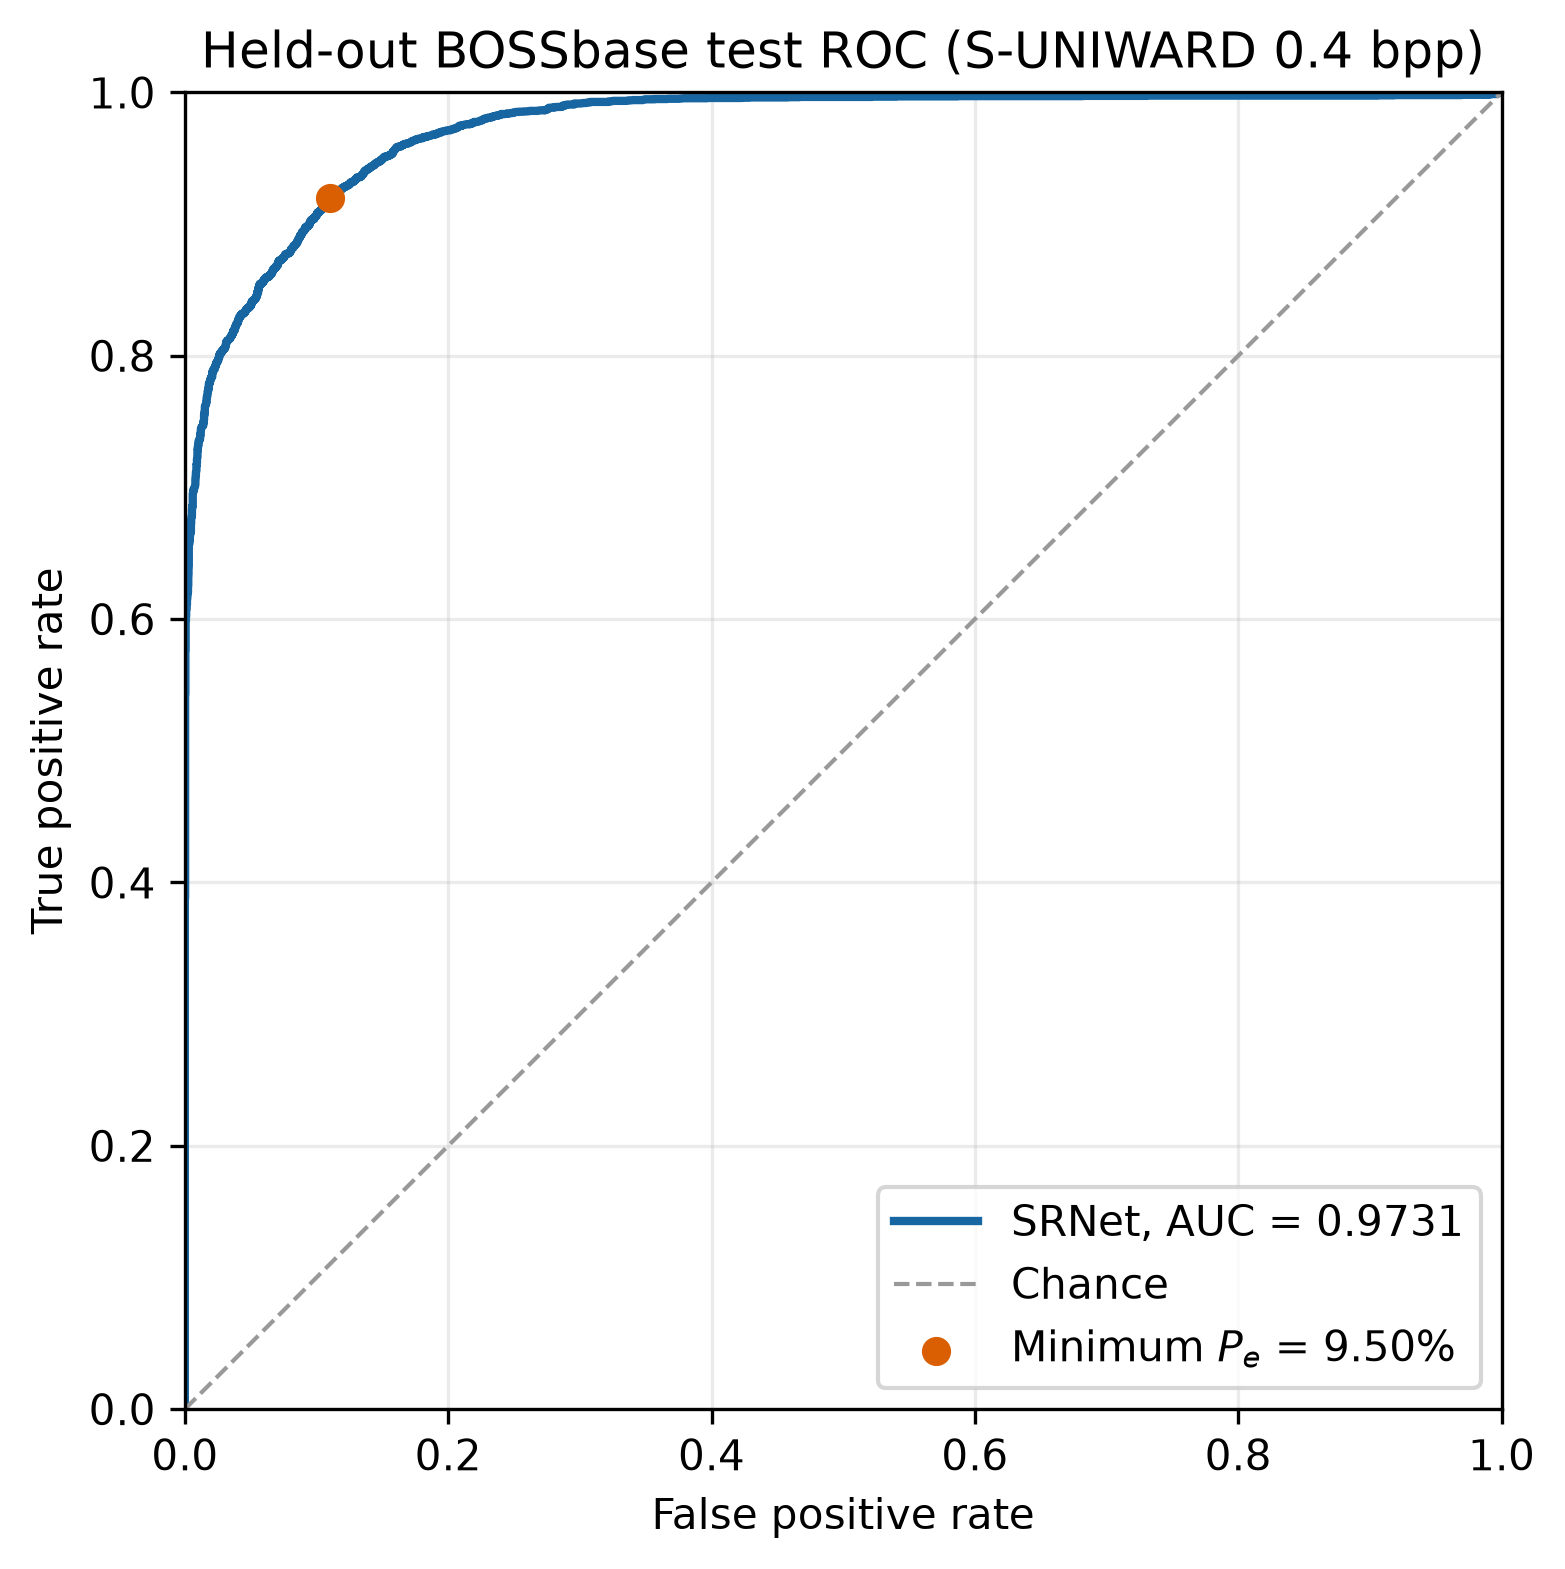 Held-out BOSSbase test ROC (S-UNIWARD 0.4 bpp)
1.0
0.8
0.6
0.4
0.2
0.0
True positive rate
0.0 0.2 0.4 0.6 0.8 1.0
False positive rate
SRNet, AUC = 0.9731
Chance
Minimum Pe = 9.50%